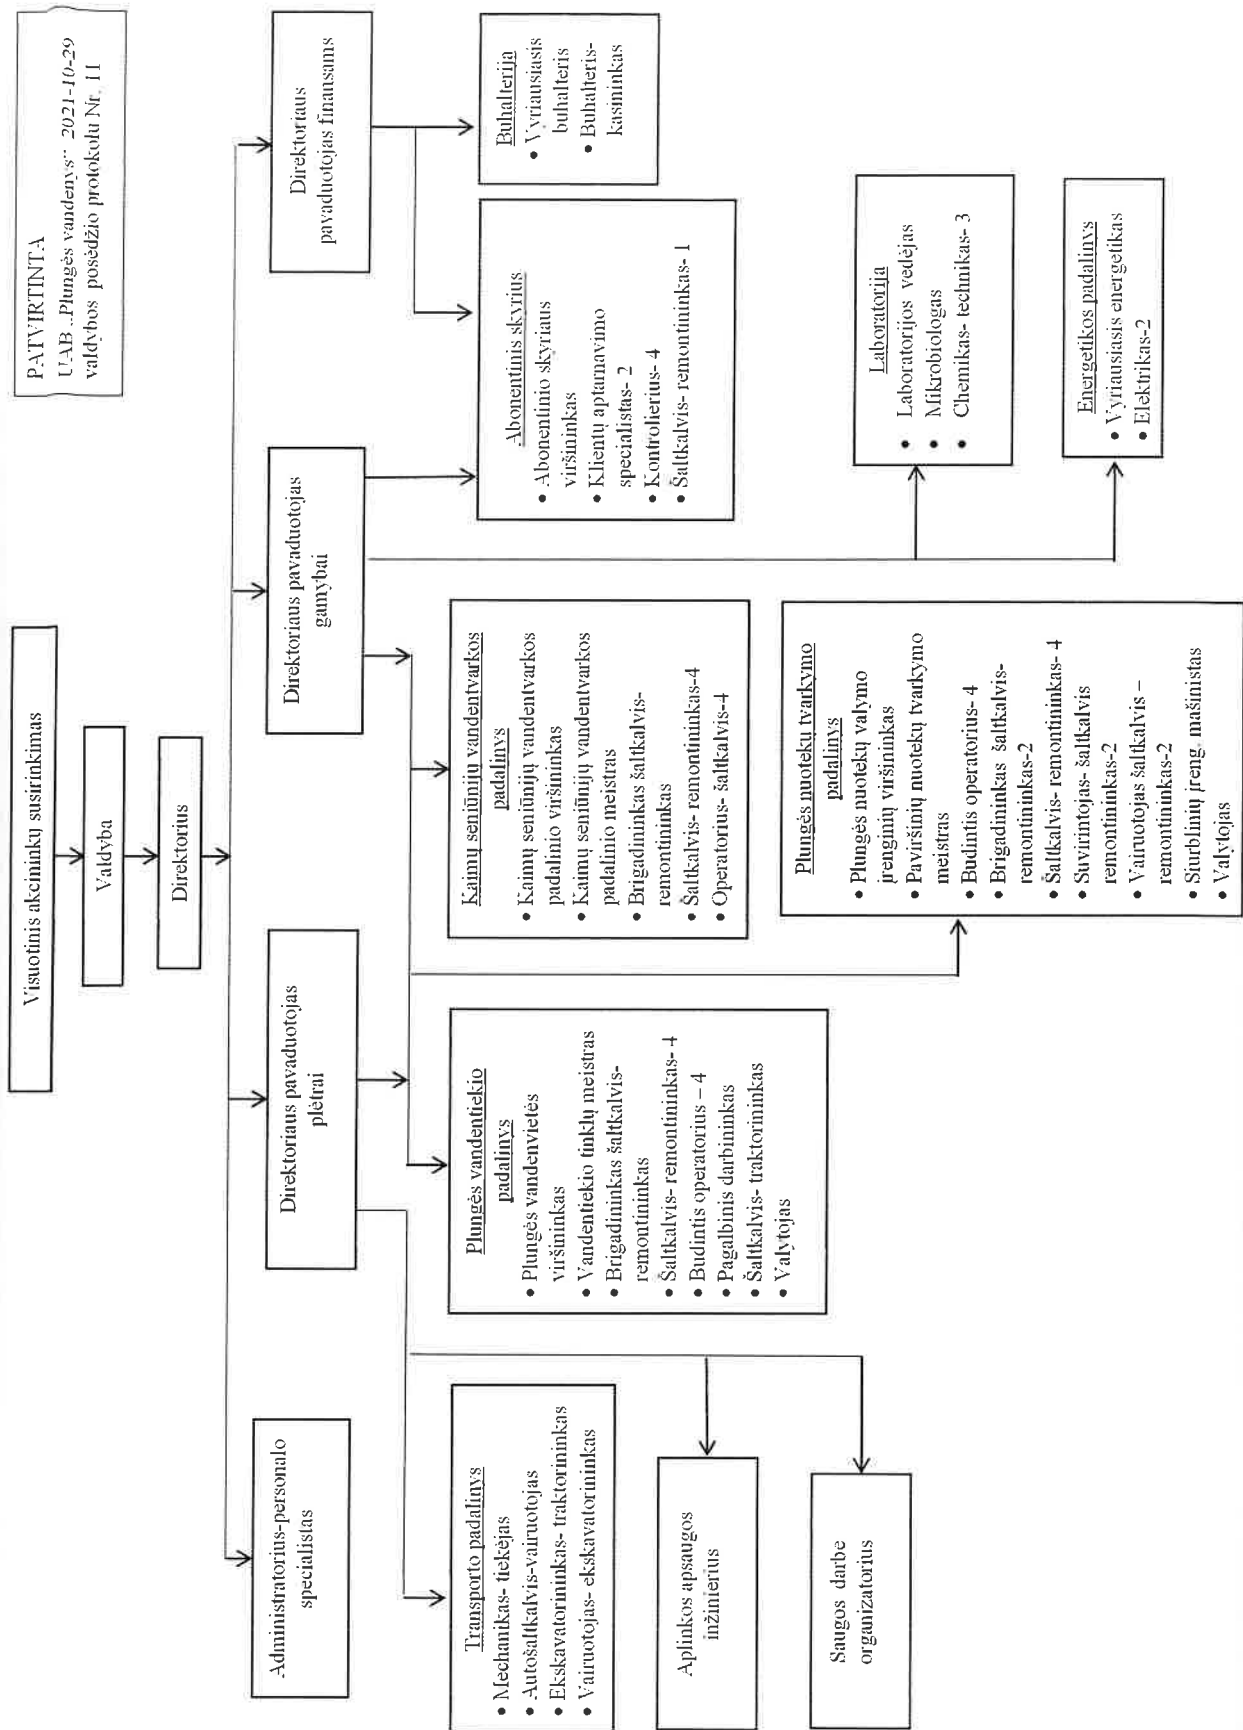 PATVIRTINTA
UAB „Plungės vandenys“ 2021-10-29
valdybos posėdžio protokolu Nr. 11
Visuotinis akcininkų susirinkimas
Valdyba
Direktorius
Administratorius-personalo
specialistas
Direktoriaus pavaduotojas
plėtrai
Direktoriaus pavaduotojas
gamybai
Direktoriaus
pavaduotojas finansams
Transporto padalinys
• Mechanikas- tiekėjas
• Autošaltkalvis-vairuotojas
• Ekskavatorininkas- traktorininkas
• Vairuotojas- ekskavatorininkas
Plungės vandentiekio
padalinys
• Plungės vandenvietės
viršininkas
• Vandentiekio tinklų meistras
• Brigadininkas šaltkalvis-
remontininkas
• Šaltkalvis- remontininkas- 4
• Budintis operatorius – 4
• Pagalbinis darbininkas
• Šaltkalvis- traktorininkas
• Valytojas
Kaimų seniūnijų vandentvarkos
padalinys
• Kaimų seniūnijų vandentvarkos
padalinio viršininkas
• Kaimų seniūnijų vandentvarkos
padalinio meistras
• Brigadininkas šaltkalvis-
remontininkas
• Šaltkalvis- remontininkas-4
• Operatorius- šaltkalvis-4
Abonentinis skyrius
• Abonentinio skyriaus
viršininkas
• Klientų aptarnavimo
specialistas- 2
• Kontrolierius- 4
• Šaltkalvis- remontininkas- 1
Buhalterija
• Vyriausiasis
buhalteris
• Buhalteris-
kasininkas
Aplinkos apsaugos
inžinierius
Saugos darbe
organizatorius
Plungės nuotekų tvarkymo
padalinys
• Plungės nuotekų valymo
įrenginių viršininkas
• Paviršinių nuotekų tvarkymo
meistras
• Budintis operatorius- 4
• Brigadininkas šaltkalvis-
remontininkas-2
• Šaltkalvis- remontininkas- 4
• Suvirintojas- šaltkalvis
remontininkas-2
• Vairuotojas šaltkalvis –
remontininkas-2
• Siurblinių įreng. mašinistas
• Valytojas
Laboratorija
• Laboratorijos vedėjas
• Mikrobiologas
• Chemikas- technikas- 3
Energetikos padalinys
• Vyriausiasis energetikas
• Elektrikas-2